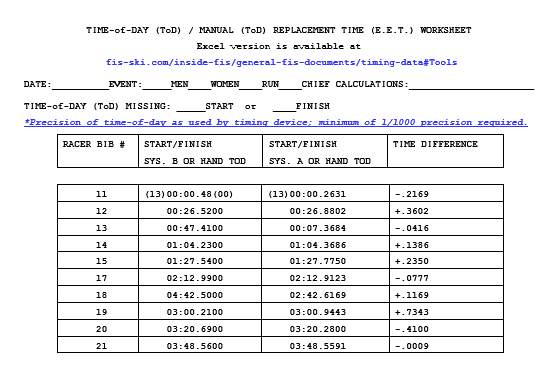 TIME-of-DAY (ToD) / MANUAL (ToD) REPLACEMENT TIME (E.E.T.) WORKSHEET
Excel version is available at
fis-ski.com/inside-fis/general-fis-documents/timing-data#Tools
DATE:__________EVENT:_____MEN____WOMEN____RUN____CHIEF CALCULATIONS:______________________
TIME-of-DAY (ToD) MISSING: _____START or ____FINISH
*Precision of time-of-day as used by timing device; minimum of 1/1000 precision required.
RACER BIB # START/FINISH START/FINISH TIME DIFFERENCE
SYS. B OR HAND TOD SYS. A OR HAND TOD
11 (13)00:00.48(00) (13)00:00.2631 -.2169
12 00:26.5200 00:26.8802 +.3602
13 00:47.4100 00:07.3684 -.0416
14 01:04.2300 01:04.3686 +.1386
15 01:27.5400 01:27.7750 +.2350
17 02:12.9900 02:12.9123 -.0777
18 04:42.5000 02:42.6169 +.1169
19 03:00.2100 03:00.9443 +.7343
20 03:20.6900 03:20.2800 -.4100
21 03:48.5600 03:48.5591 -.0009